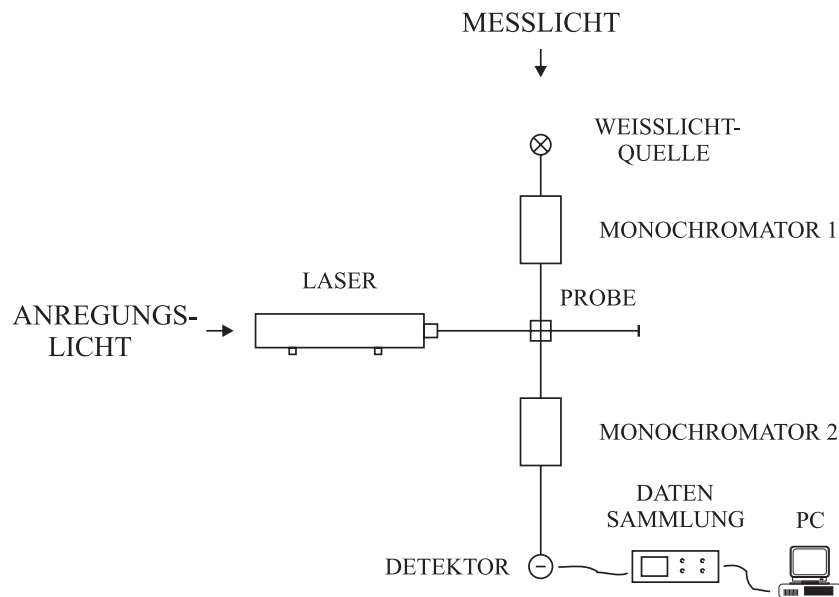 MESSLICHT
WEISSLICHT-
QUELLE
MONOCHROMATOR 1
LASER
PROBE
ANREGUNGS-
LICHT
MONOCHROMATOR 2
DATEN
SAMMLUNG
PC
DETEKTOR